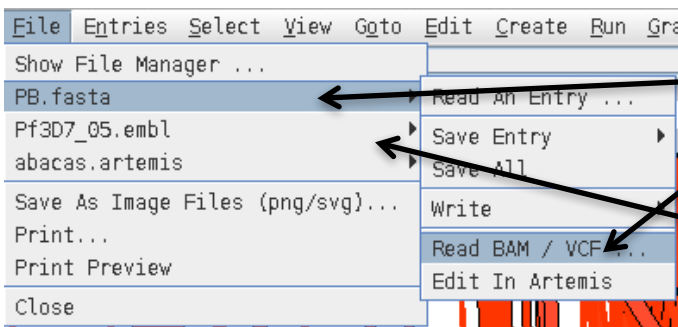 File Entries Select View Goto Edit Create Run Gra
Show File Manager ...
PB.fasta
Pf3D7_05.embl
abacas.artemis
Save As Image Files (png/svg)...
Print...
Print Preview
Close
Read An Entry ...
Save Entry
Save All
Write
Read BAM / VCF ...
Edit In Artemis